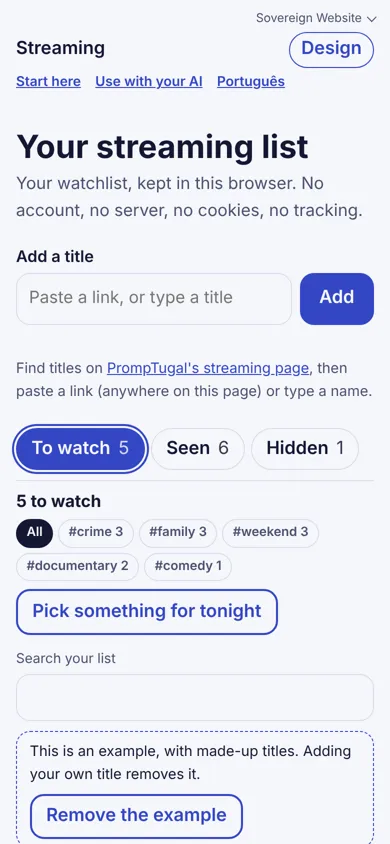 Sovereign Website
Streaming
Design
Start here Use with your AI Português
Your streaming list
Your watchlist, kept in this browser. No
account, no server, no cookies, no tracking.
Add a title
Paste a link, or type a title
Add
Find titles on PrompTugal's streaming page, then
paste a link (anywhere on this page) or type a name.
To watch 5 Seen 6 Hidden 1
5 to watch
All #crime 3 #family 3 #weekend 3
#documentary 2 #comedy 1
Pick something for tonight
Search your list
This is an example, with made-up titles. Adding
your own title removes it.
Remove the example